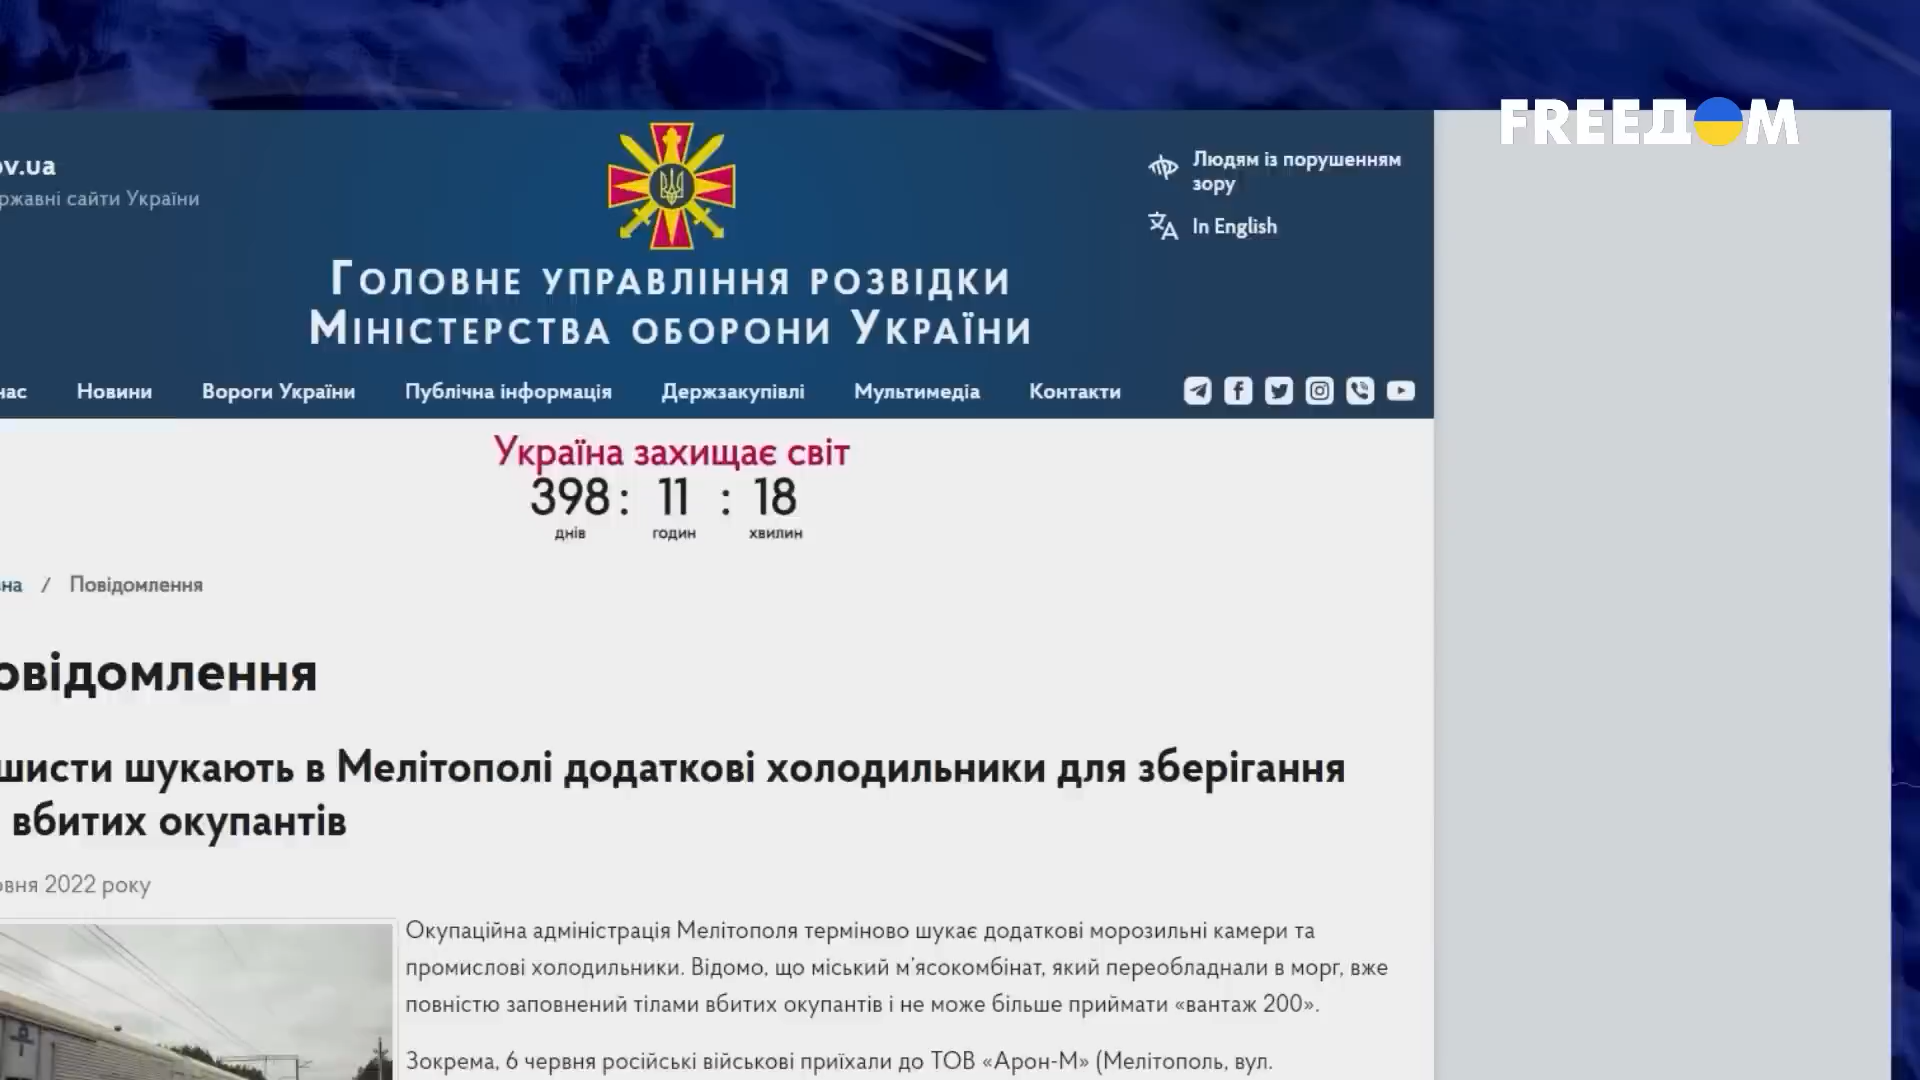 FREEДOM
ov.ua
Людям із порушенням
зору
ржавні сайти України
In English
Головне управління розвідки
Міністерства оборони України
нас Новини Вороги України Публічна інформація Держзакупівлі Мультимедіа Контакти
Україна захищає світ
398 : 11 : 18
днів годин хвилин
вна / Повідомлення
овідомлення
шисти шукають в Мелітополі додаткові холодильники для зберігання
вбитих окупантів
овня 2022 року
Окупаційна адміністрація Мелітополя терміново шукає додаткові морозильні камери та
промислові холодильники. Відомо, що міський м'ясокомбінат, який переобладнали в морг, вже
повністю заповнений тілами вбитих окупантів і не може більше приймати «вантаж 200».
Зокрема, 6 червня російські військові приїхали до ТОВ «Арон-М» (Мелітополь, вул.